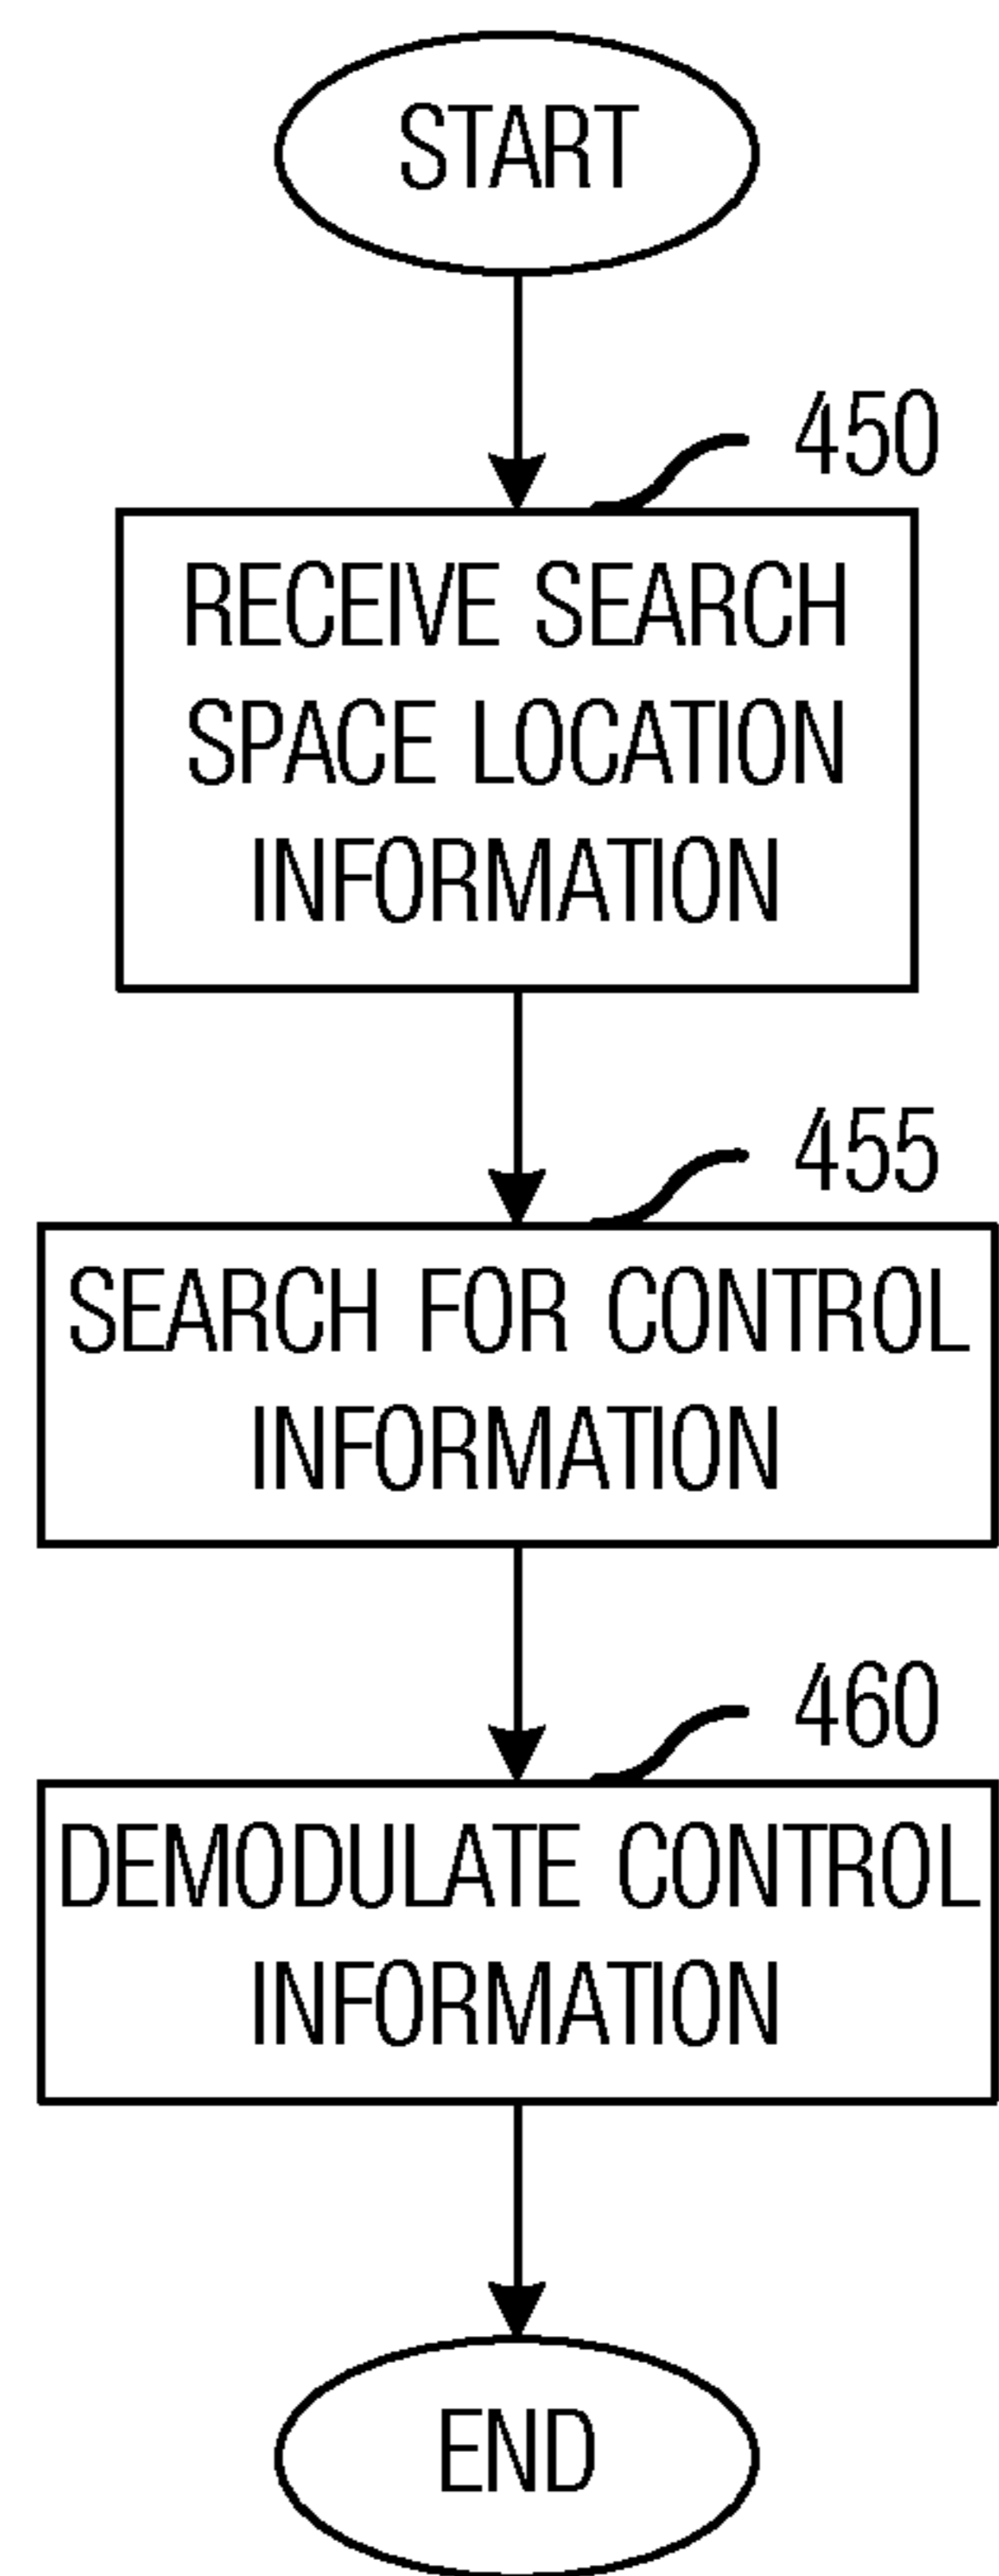 START
450
RECEIVE SEARCH
SPACE LOCATION
INFORMATION
455
SEARCH FOR CONTROL
INFORMATION
460
DEMODULATE CONTROL
INFORMATION
END